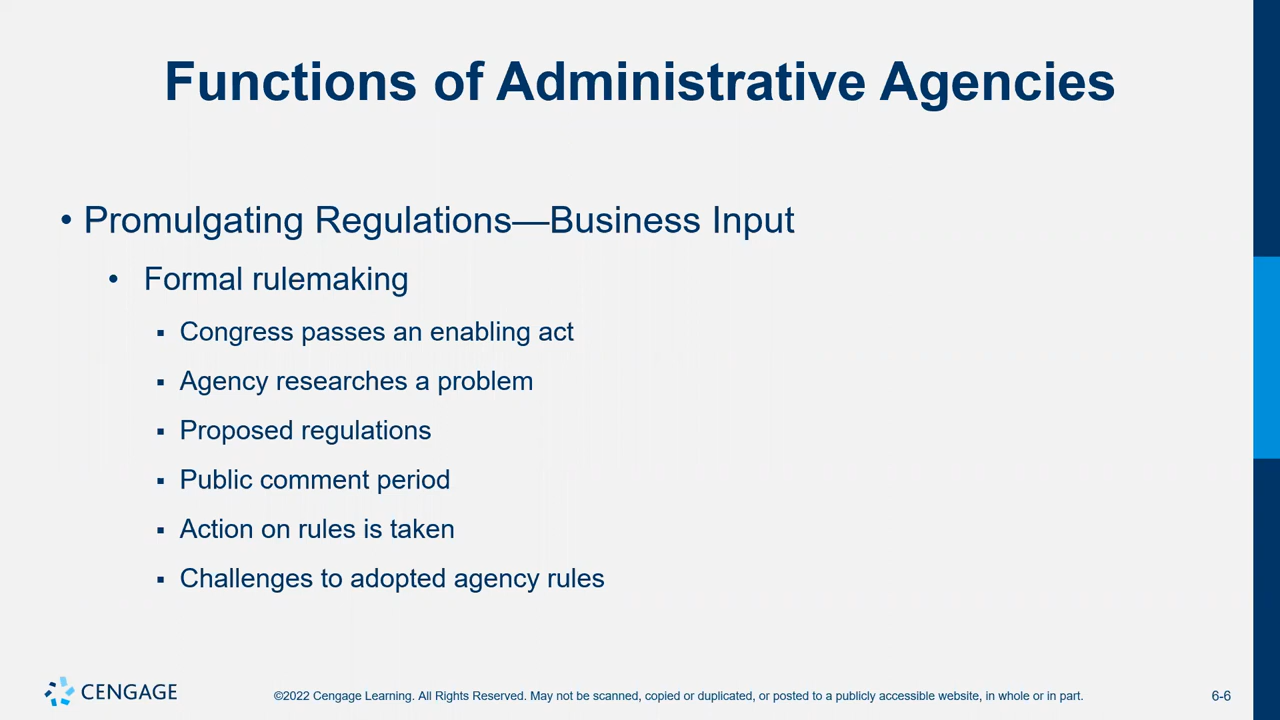 Functions of Administrative Agencies
• Promulgating Regulations—Business Input
• Formal rulemaking
▪ Congress passes an enabling act
▪ Agency researches a problem
▪ Proposed regulations
▪ Public comment period
▪ Action on rules is taken
▪ Challenges to adopted agency rules
CENGAGE
©2022 Cengage Learning. All Rights Reserved. May not be scanned, copied or duplicated, or posted to a publicly accessible website, in whole or in part.
6-6